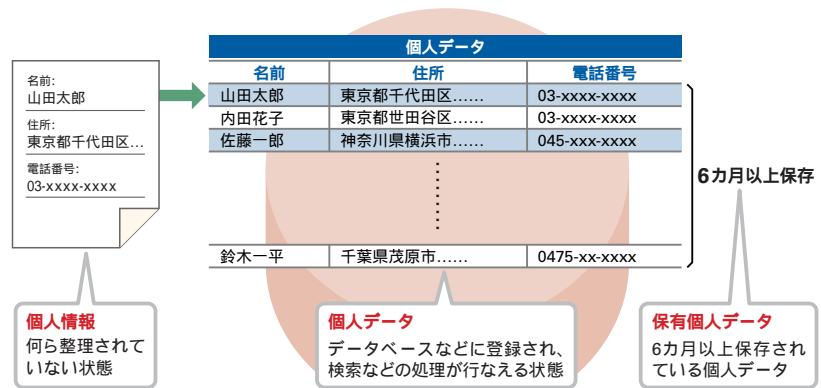 個人データ
名前 住所 電話番号
山田太郎 東京都千代田区…… 03-xxxx-xxxx
内田花子 東京都世田谷区…… 03-xxxx-xxxx
佐藤一郎 神奈川県横浜市…… 045-xxx-xxxx
鈴木一平 千葉県茂原市…… 0475-xx-xxxx
名前:
山田太郎
住所:
東京都千代田区…
電話番号:
03-xxxx-xxxx
6カ月以上保存
個人情報
何ら整理されて
いない状態
個人データ
データベースなどに登録され、
検索などの処理が行なえる状態
保有個人データ
6カ月以上保存され
ている個人データ